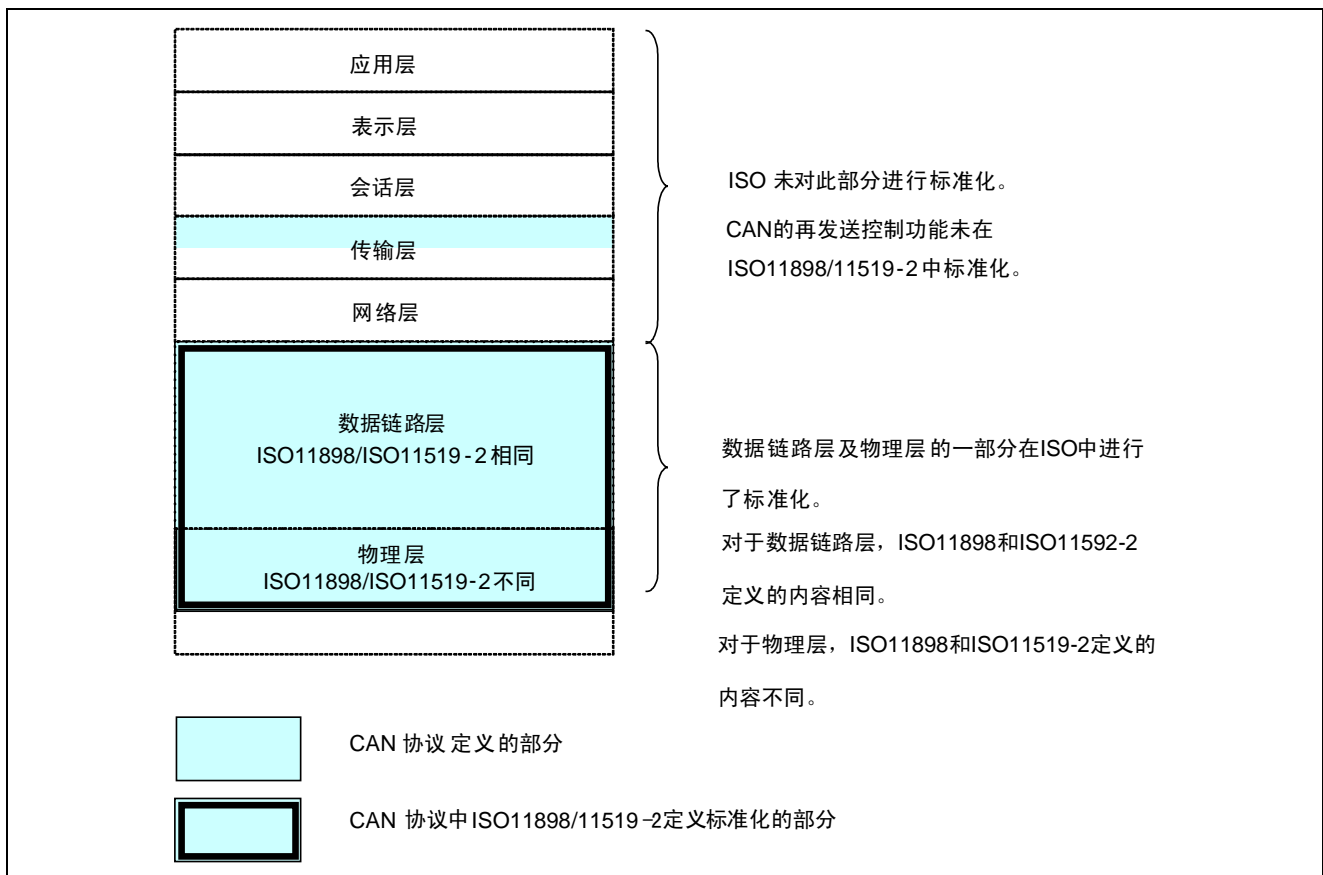 应用层
表示层
会话层
传输层
网络层
数据链路层
ISO11898/ISO11519-2相同
物理层
ISO11898/ISO11519-2不同
ISO 未对此部分进行标准化。
CAN的再发送控制功能未在
ISO11898/11519-2中标准化。
数据链路层及物理层的一部分在ISO中进行
了标准化。
对于数据链路层，ISO11898和ISO11592-2
定义的内容相同。
对于物理层，ISO11898和ISO11519-2定义的
内容不同。
CAN 协议定义的部分
CAN 协议中ISO11898/11519-2定义标准化的部分